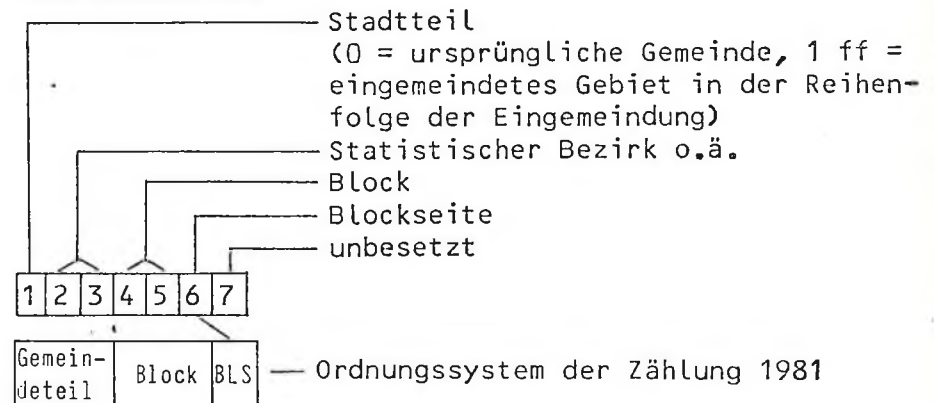 Stadtteil
(0 = ursprüngliche Gemeinde, 1 ff =
eingemeindetes Gebiet in der Reihen-
folge der Eingemeindung)
Statistischer Bezirk o.ä.
Block
Blockseite
unbesetzt
1 2 3 4 5 6 7
Gemein-
deteil Block BLS — Ordnungssystem der Zählung 1981